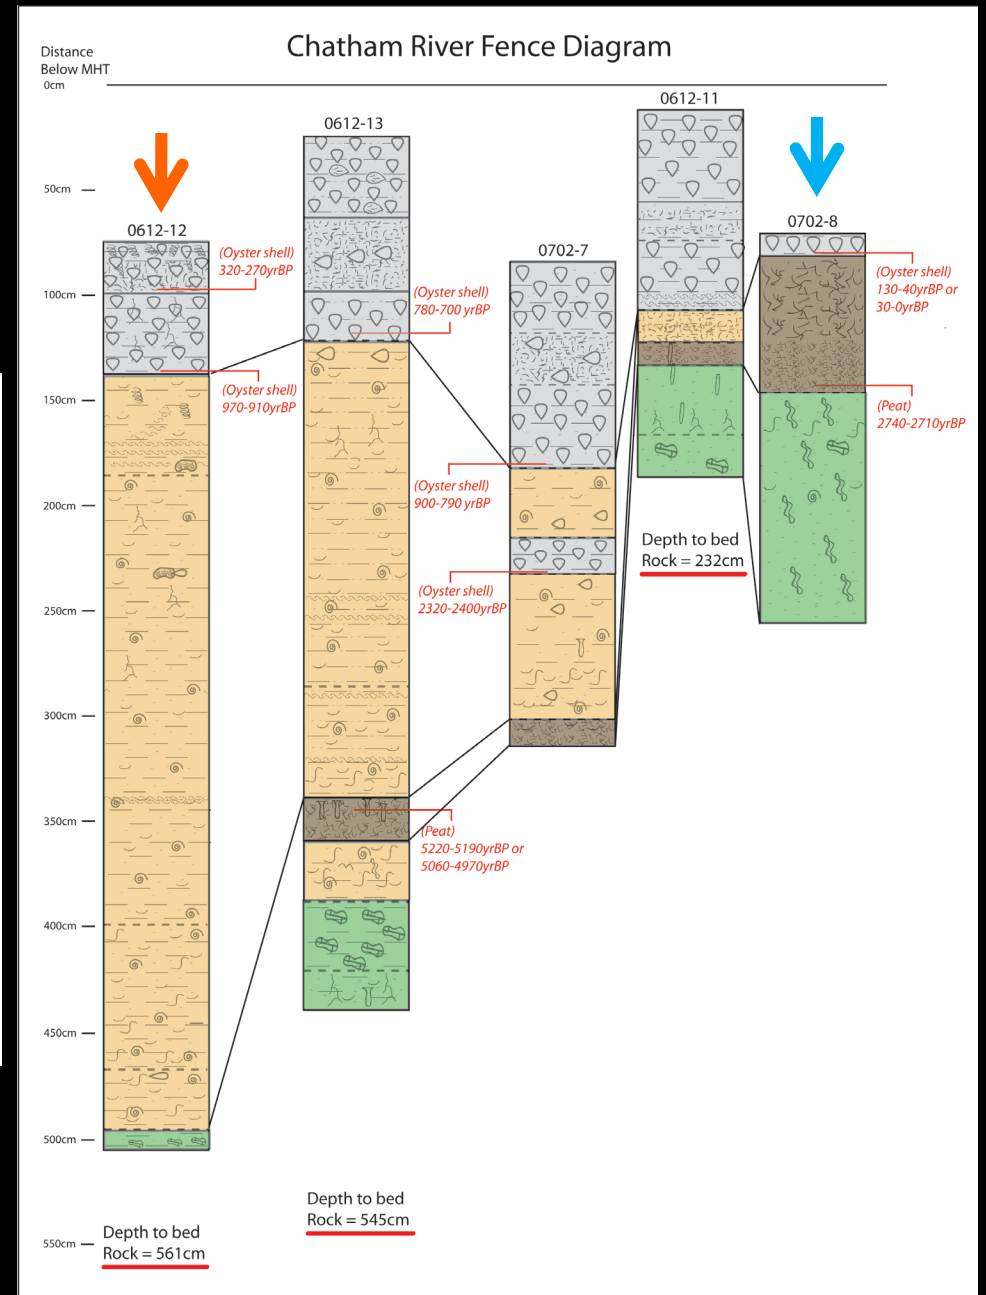 Chatham River Fence Diagram
Distance
Below MHT
0cm
0612-11
0612-13
50cm
0702-8
0612-12
0702-7
(Oyster shell)
320-270yrBP
(Oyster shell)
130-40yrBP or
30-0yrBP
100cm
(Oyster shell)
780-700 yrBP
(Oyster shell)
970-910yrBP
150cm
(Peat)
2740-2710yrBP
(Oyster shell)
900-790 yrBP
200cm
Depth to bed
Rock = 232cm
(Oyster shell)
2320-2400yrBP
250cm
300cm
350cm
(Peat)
5220-5190yrBP or
5060-4970yrBP
400cm
450cm
500cm
Depth to bed
Rock = 545cm
Depth to bed
Rock = 561cm
550cm